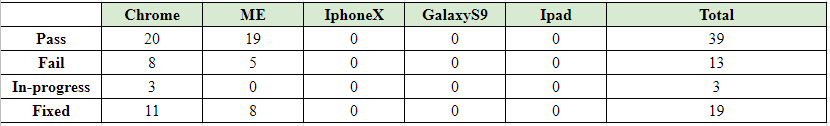 Chrome ME IphoneX GalaxyS9 Ipad Total
Pass 20 19 0 0 0 39
Fail 8 5 0 0 0 13
In-progress 3 0 0 0 0 3
Fixed 11 8 0 0 0 19